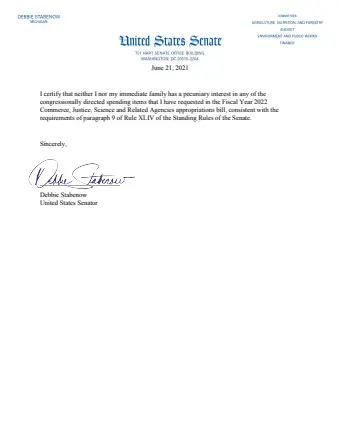 DEBBIE STABENOW
MICHIGAN
COMMITTEES
AGRICULTURE, NUTRITION, AND FORESTRY
BUDGET
ENVIRONMENT AND PUBLIC WORKS
FINANCE
United States Senate
731 HART SENATE OFFICE BUILDING
WASHINGTON, DC 20510-2204
June 21, 2021
I certify that neither I nor my immediate family has a pecuniary interest in any of the
congressionally directed spending items that I have requested in the Fiscal Year 2022
Commerce, Justice, Science and Related Agencies appropriations bill, consistent with the
requirements of paragraph 9 of Rule XLIV of the Standing Rules of the Senate.
Sincerely,
Debbie Stabenow
Debbie Stabenow
United States Senator